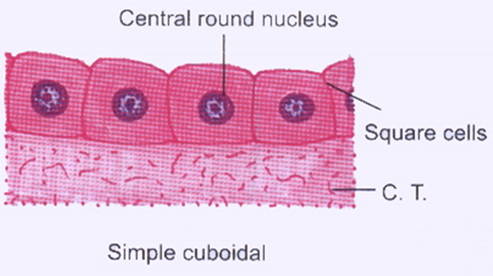 Central round nucleus
Square cells
C. T.
Simple cuboidal